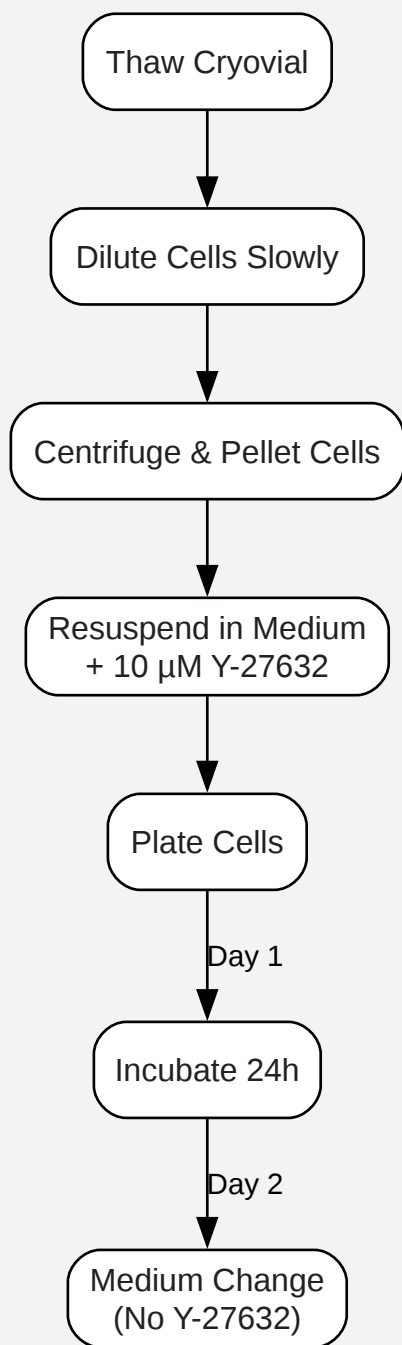 Thaw Cryovial
Dilute Cells Slowly
Centrifuge & Pellet Cells
Resuspend in Medium
+ 10 µM Y-27632
Plate Cells
Day 1
Incubate 24h
Day 2
Medium Change
(No Y-27632)